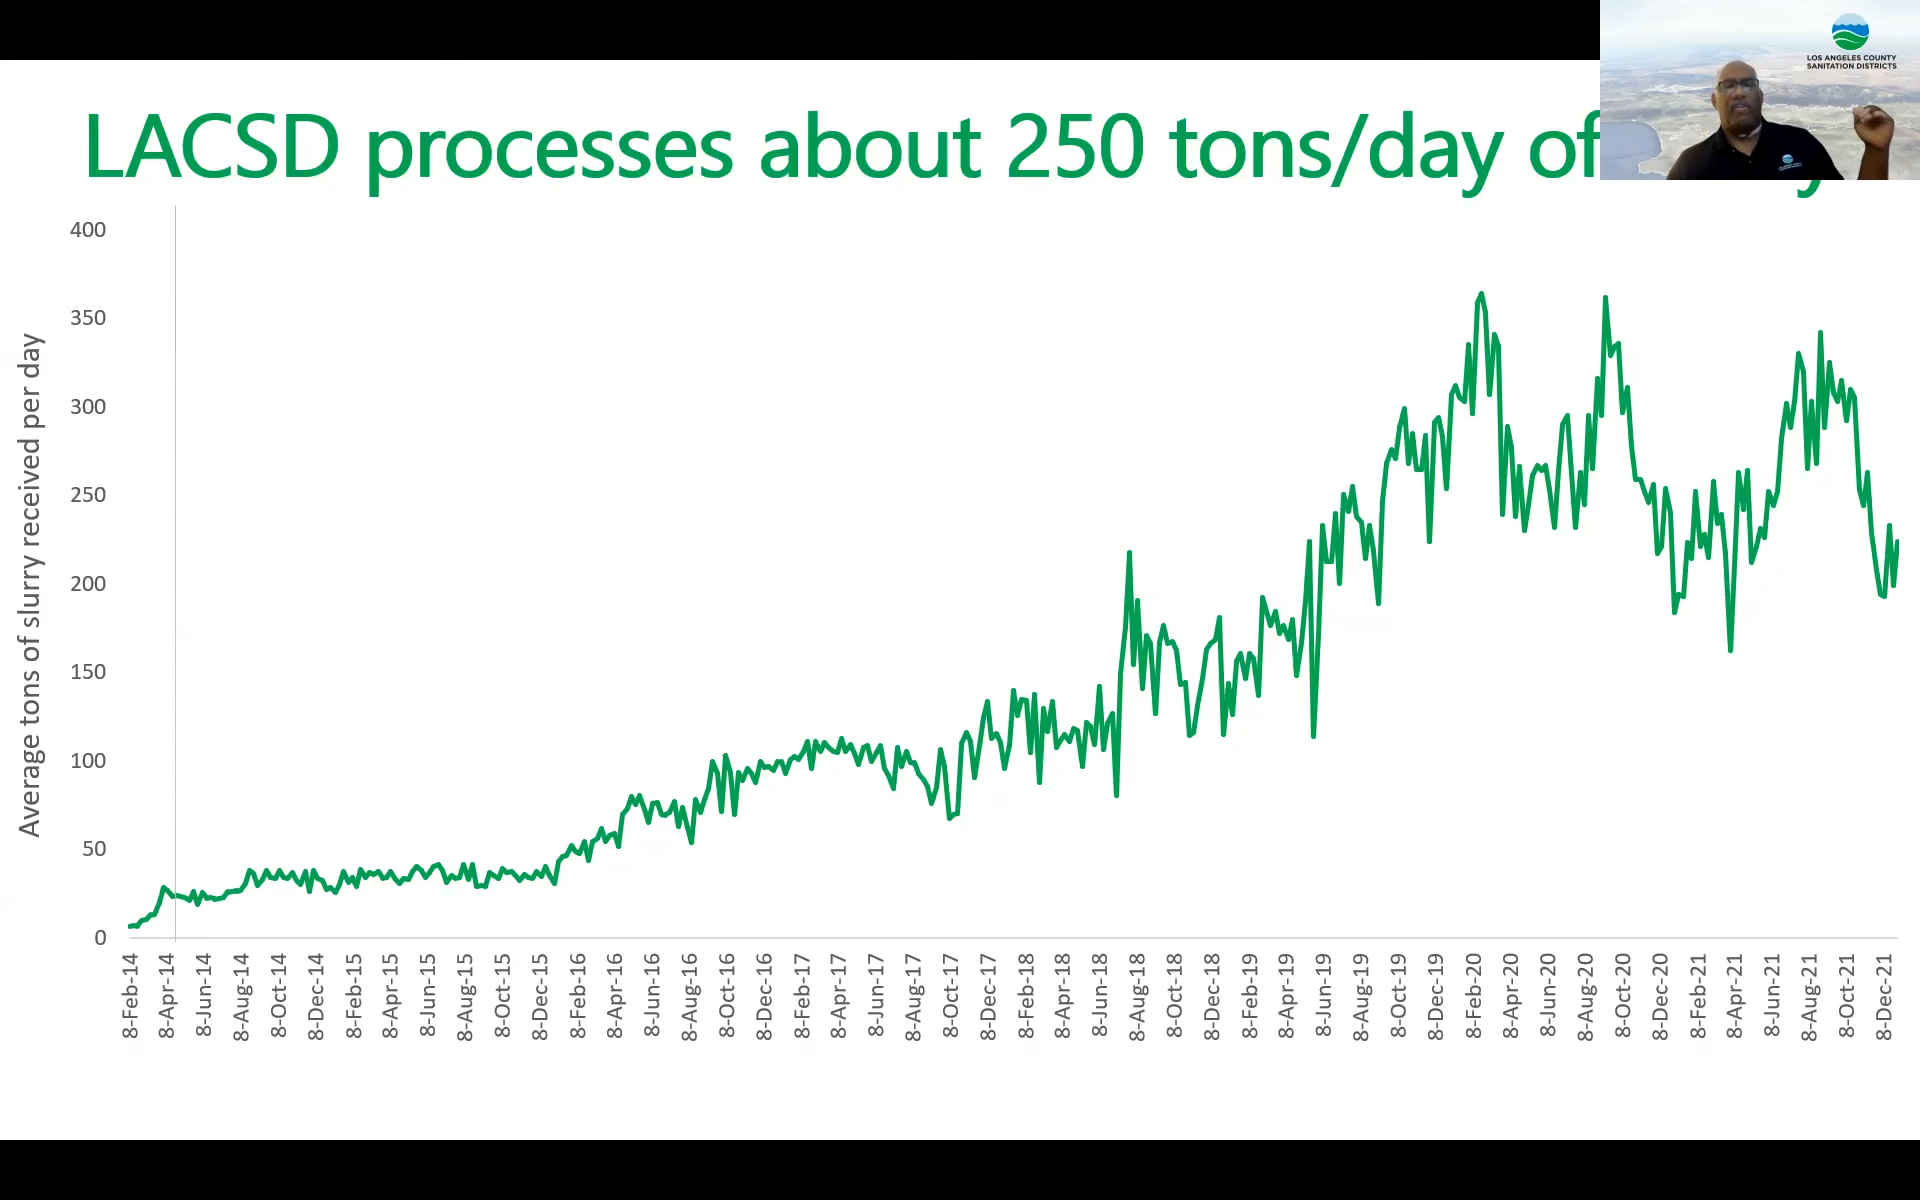 LOS ANGELES COUNTY
SANITATION DISTRICTS
LACSD processes about 250 tons/day of
Average tons of slurry received per day
400
350
300
250
200
150
100
50
0
8-Feb-14
8-Apr-14
8-Jun-14
8-Aug-14
8-Oct-14
8-Dec-14
8-Feb-15
8-Apr-15
8-Jun-15
8-Aug-15
8-Oct-15
8-Dec-15
8-Feb-16
8-Apr-16
8-Jun-16
8-Aug-16
8-Oct-16
8-Dec-16
8-Feb-17
8-Apr-17
8-Jun-17
8-Aug-17
8-Oct-17
8-Dec-17
8-Feb-18
8-Apr-18
8-Jun-18
8-Aug-18
8-Oct-18
8-Dec-18
8-Feb-19
8-Apr-19
8-Jun-19
8-Aug-19
8-Oct-19
8-Dec-19
8-Feb-20
8-Apr-20
8-Jun-20
8-Aug-20
8-Oct-20
8-Dec-20
8-Feb-21
8-Apr-21
8-Jun-21
8-Aug-21
8-Oct-21
8-Dec-21